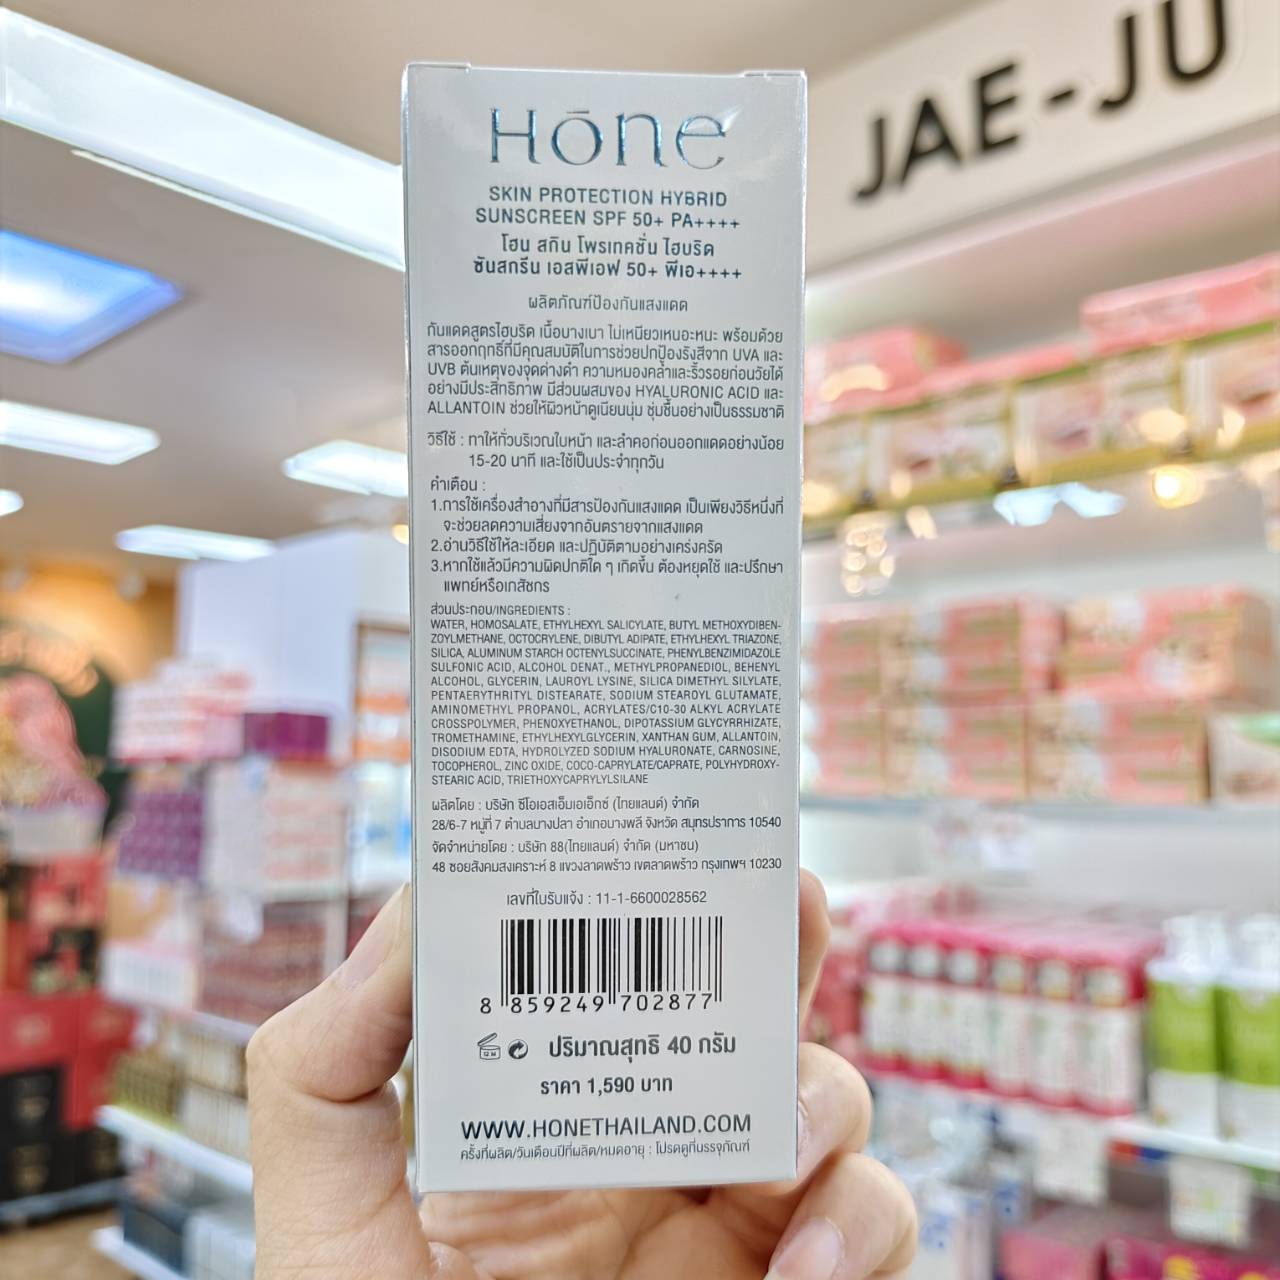 JAE-JU
Hōne
SKIN PROTECTION HYBRID
SUNSCREEN SPF 50+ PA++++
โฮน สกิน โพรเทคชั่น ไฮบริด
ซันสกรีน เอสพีเอฟ 50+ พีเอ++++
ผลิตภัณฑ์ป้องกันแสงแดด
กันแดดสูตรไฮบริด เนื้อบางเบา ไม่เหนียวเหนอะหนะ พร้อมด้วย
สารออกฤทธิ์ที่มีคุณสมบัติในการช่วยปกป้องรังสีจาก UVA และ
UVB ต้นเหตุของจุดด่างดำ ความหมองคล้ำและริ้วรอยก่อนวัยได้
อย่างมีประสิทธิภาพ มีส่วนผสมของ HYALURONIC ACID และ
ALLANTOIN ช่วยให้ผิวหน้าดูเนียนนุ่ม ชุ่มชื้นอย่างเป็นธรรมชาติ
วิธีใช้ : ทาให้ทั่วบริเวณใบหน้า และลำคอก่อนออกแดดอย่างน้อย
15-20 นาที และใช้เป็นประจำทุกวัน
คำเตือน :
1.การใช้เครื่องสำอางที่มีสารป้องกันแสงแดด เป็นเพียงวิธีหนึ่งที่
จะช่วยลดความเสี่ยงจากอันตรายจากแสงแดด
2.อ่านวิธีใช้ให้ละเอียด และปฏิบัติตามอย่างเคร่งครัด
3.หากใช้แล้วมีความผิดปกติใด ๆ เกิดขึ้น ต้องหยุดใช้ และปรึกษา
แพทย์หรือเภสัชกร
ส่วนประกอบ/INGREDIENTS :
WATER, HOMOSALATE, ETHYLHEXYL SALICYLATE, BUTYL METHOXYDIBEN-
ZOYLMETHANE, OCTOCRYLENE, DIBUTYL ADIPATE, ETHYLHEXYL TRIAZONE,
SILICA, ALUMINUM STARCH OCTENYLSUCCINATE, PHENYLBENZIMIDAZOLE
SULFONIC ACID, ALCOHOL DENAT., METHYLPROPANEDIOL, BEHENYL
ALCOHOL, GLYCERIN, LAUROYL LYSINE, SILICA DIMETHYL SILYLATE,
PENTAERYTHRITYL DISTEARATE, SODIUM STEAROYL GLUTAMATE,
AMINOMETHYL PROPANOL, ACRYLATES/C10-30 ALKYL ACRYLATE
CROSSPOLYMER, PHENOXYETHANOL, DIPOTASSIUM GLYCYRRHIZATE,
TROMETHAMINE, ETHYLHEXYLGLYCERIN, XANTHAN GUM, ALLANTOIN,
DISODIUM EDTA, HYDROLYZED SODIUM HYALURONATE, CARNOSINE,
TOCOPHEROL, ZINC OXIDE, COCO-CAPRYLATE/CAPRATE, POLYHYDROXY-
STEARIC ACID, TRIETHOXYCAPRYLYLSILANE
ผลิตโดย : บริษัท ซีโอเอสเอ็มเอเอ็กซ์ (ไทยแลนด์) จำกัด
28/6-7 หมู่ที่ 7 ตำบลบางปลา อำเภอบางพลี จังหวัด สมุทรปราการ 10540
จัดจำหน่ายโดย : บริษัท 88(ไทยแลนด์) จำกัด (มหาชน)
48 ซอยสังคมสงเคราะห์ 8 แขวงลาดพร้าว เขตลาดพร้าว กรุงเทพฯ 10230
เลขที่ใบรับแจ้ง : 11-1-6600028562
8 859249 702877
12 M
ปริมาณสุทธิ 40 กรัม
ราคา 1,590 บาท
WWW.HONETHAILAND.COM
ครั้งที่ผลิต/วันเดือนปีที่ผลิต/หมดอายุ : โปรดดูที่บรรจุภัณฑ์